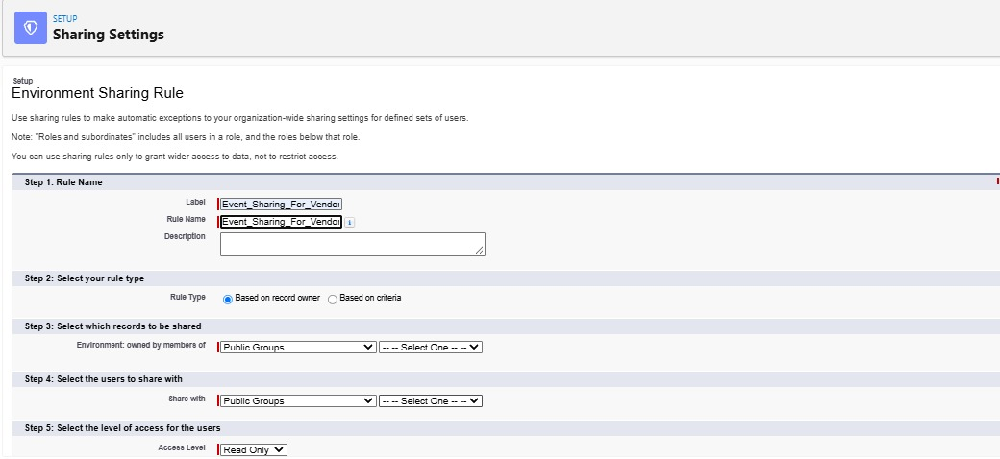 SETUP
Sharing Settings
Setup
Environment Sharing Rule
Use sharing rules to make automatic exceptions to your organization-wide sharing settings for defined sets of users.
Note: "Roles and subordinates" includes all users in a role, and the roles below that role.
You can use sharing rules only to grant wider access to data, not to restrict access.
Step 1: Rule Name
Label Event_Sharing_For_Vendor
Rule Name Event_Sharing_For_Vendor i
Description
Step 2: Select your rule type
Rule Type Based on record owner Based on criteria
Step 3: Select which records to be shared
Environment: owned by members of Public Groups -- -- Select One -- --
Step 4: Select the users to share with
Share with Public Groups -- -- Select One -- --
Step 5: Select the level of access for the users
Access Level Read Only